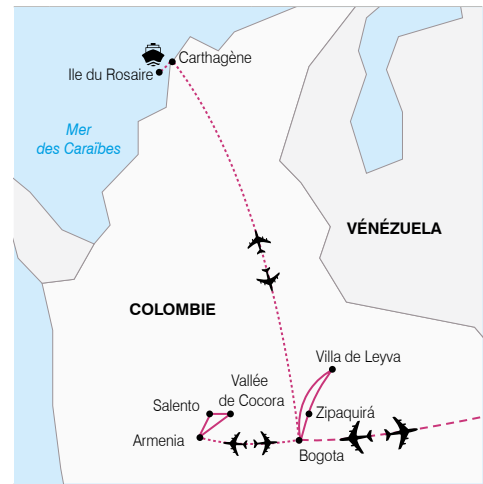 Carthagène
Ile du Rosaire
Mer
des Caraïbes
VÉNÉZUELA
COLOMBIE
Villa de Leyva
Vallée
de Cocora
Salento
Zipaquirá
Armenia
Bogota